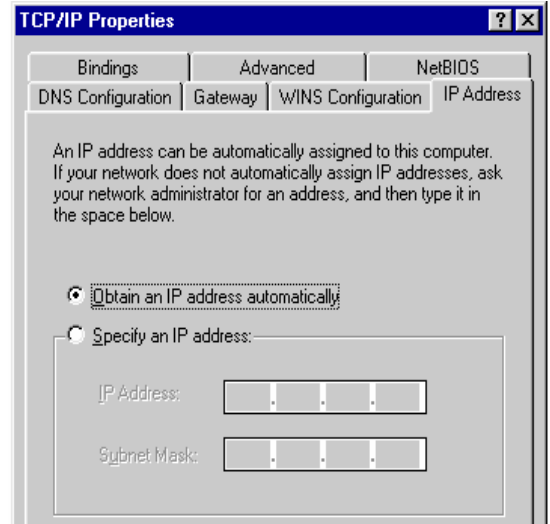 TCP/IP Properties
Bindings
Advanced
NetBIOS
DNS Configuration
Gateway
WINS Configuration
IP Address
An IP address can be automatically assigned to this computer.
If your network does not automatically assign IP addresses, ask
your network administrator for an address, and then type it in
the space below.
Obtain an IP address automatically
Specify an IP address:
IP Address:
Subnet Mask: